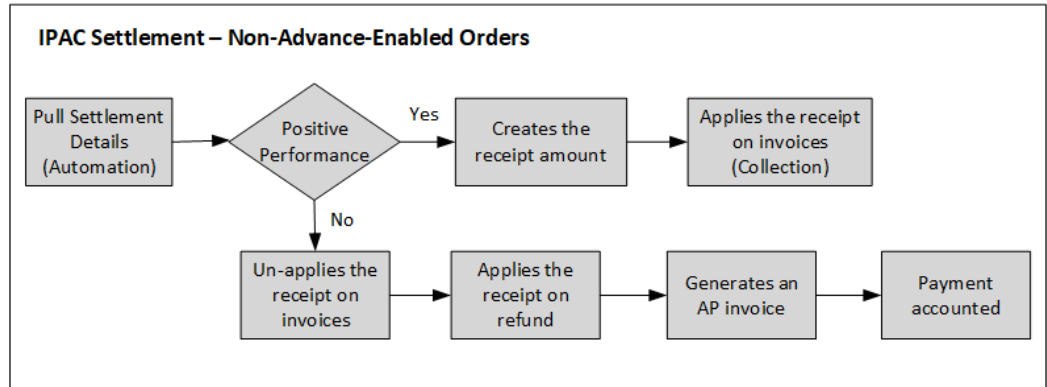 IPAC Settlement – Non-Advance-Enabled Orders
Pull Settlement
Details
(Automation)
Positive
Performance
Yes
Creates the
receipt amount
Applies the receipt
on invoices
(Collection)
No
Un-applies the
receipt on
invoices
Applies the
receipt on
refund
Generates an
AP invoice
Payment
accounted